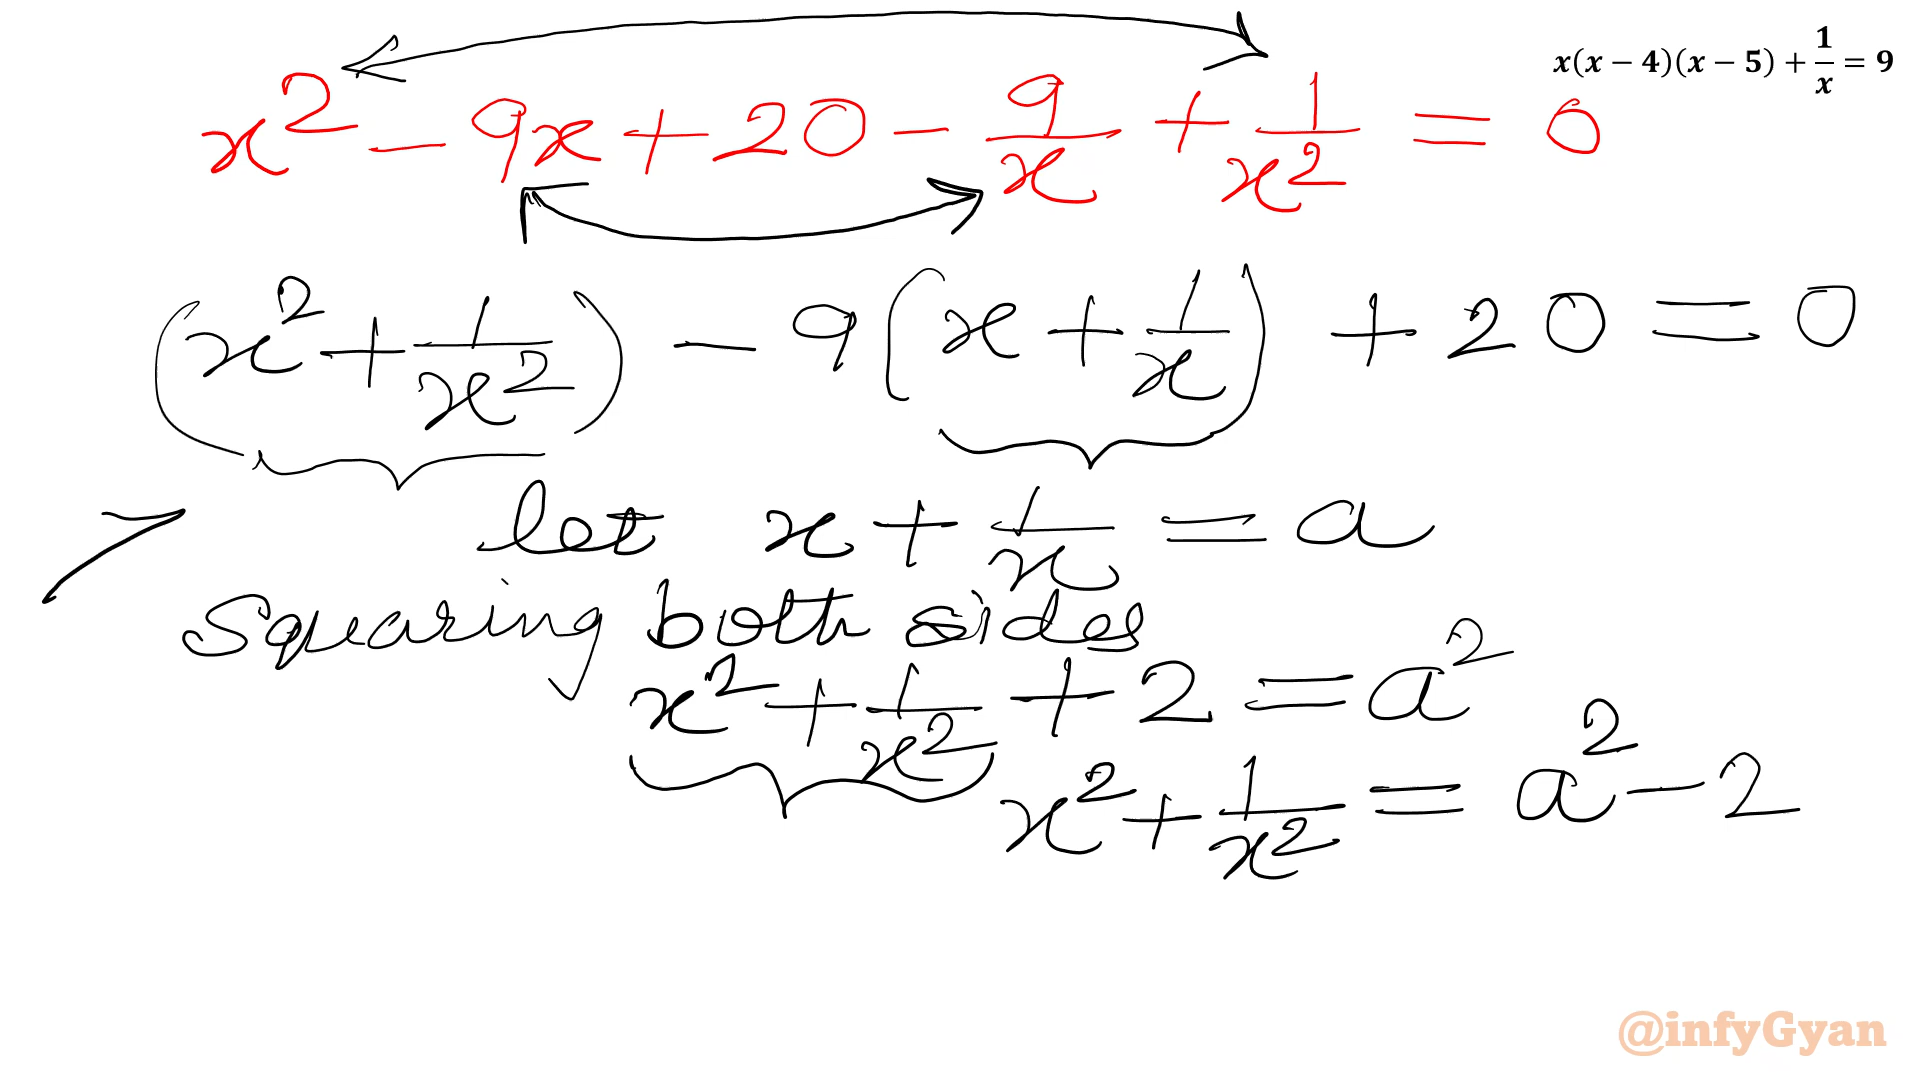 x(x − 4)(x − 5) + 1/x = 9
x² − 9x + 20 − 9/x + 1/x² = 0
(x² + 1/x²) − 9(x + 1/x) + 20 = 0
let x + 1/x = a
Squaring both sides
x² + 1/x² + 2 = a²
x² + 1/x² = a² − 2
@infyGyan